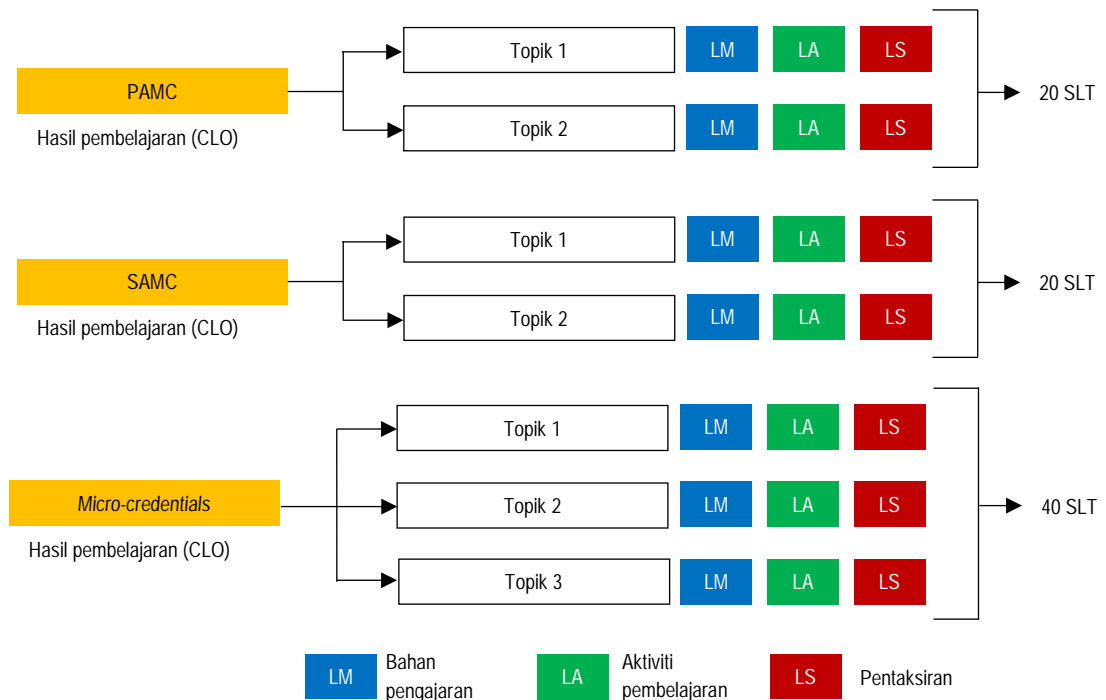 Topik 1 LM LA LS
PAMC
20 SLT
Topik 2 LM LA LS
Hasil pembelajaran (CLO)
Topik 1 LM LA LS
SAMC
20 SLT
Topik 2 LM LA LS
Hasil pembelajaran (CLO)
Topik 1 LM LA LS
Micro-credentials
Topik 2 LM LA LS
40 SLT
Hasil pembelajaran (CLO)
Topik 3 LM LA LS
LM
Bahan
pengajaran
LA
Aktiviti
pembelajaran
LS
Pentaksiran